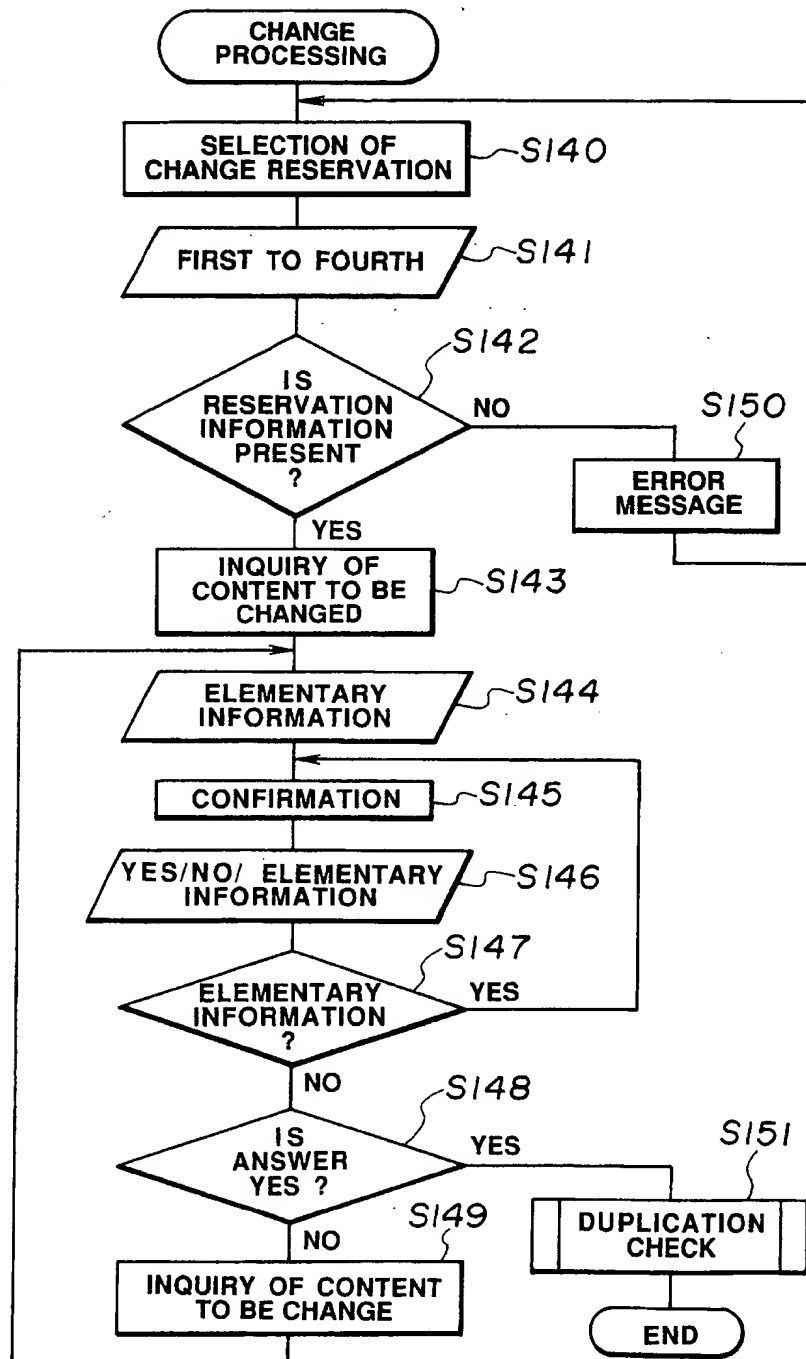 CHANGE
PROCESSING
SELECTION OF
CHANGE RESERVATION
S140
FIRST TO FOURTH
S141
S142
IS
RESERVATION
INFORMATION
PRESENT
?
NO
S150
ERROR
MESSAGE
YES
INQUIRY OF
CONTENT TO BE
CHANGED
S143
ELEMENTARY
INFORMATION
S144
CONFIRMATION
S145
YES/NO/ ELEMENTARY
INFORMATION
S146
S147
ELEMENTARY
INFORMATION
?
YES
NO
S148
IS
ANSWER
YES ?
YES
S151
DUPLICATION
CHECK
NO
S149
INQUIRY OF CONTENT
TO BE CHANGE
END